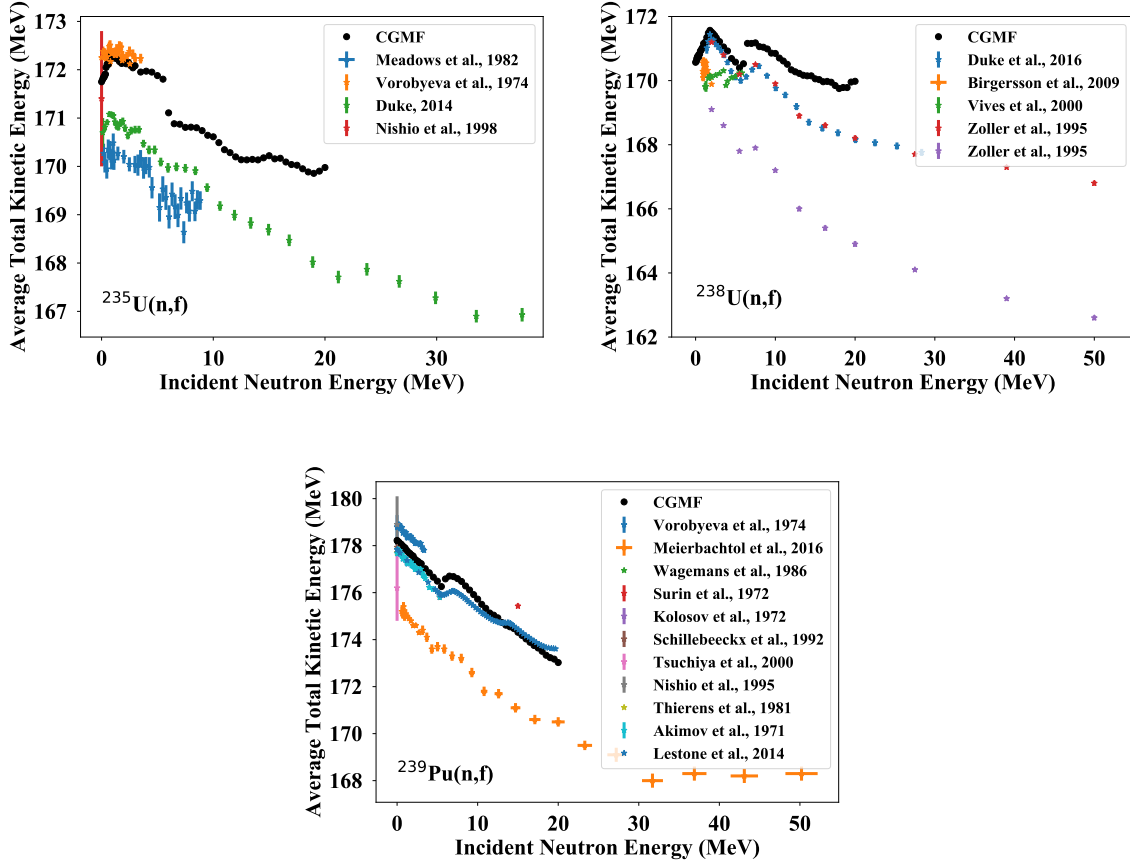 173
172
171
170
169
168
167
0
10
20
30
Average Total Kinetic Energy (MeV)
Incident Neutron Energy (MeV)
²³⁵U(n,f)
CGMF
Meadows et al., 1982
Vorobyeva et al., 1974
Duke, 2014
Nishio et al., 1998
172
170
168
166
164
162
0
10
20
30
40
50
Average Total Kinetic Energy (MeV)
Incident Neutron Energy (MeV)
²³⁸U(n,f)
CGMF
Duke et al., 2016
Birgersson et al., 2009
Vives et al., 2000
Zoller et al., 1995
Zoller et al., 1995
180
178
176
174
172
170
168
0
10
20
30
40
50
Average Total Kinetic Energy (MeV)
Incident Neutron Energy (MeV)
²³⁹Pu(n,f)
CGMF
Vorobyeva et al., 1974
Meierbachtol et al., 2016
Wagemans et al., 1986
Surin et al., 1972
Kolosov et al., 1972
Schillebeeckx et al., 1992
Tsuchiya et al., 2000
Nishio et al., 1995
Thierens et al., 1981
Akimov et al., 1971
Lestone et al., 2014